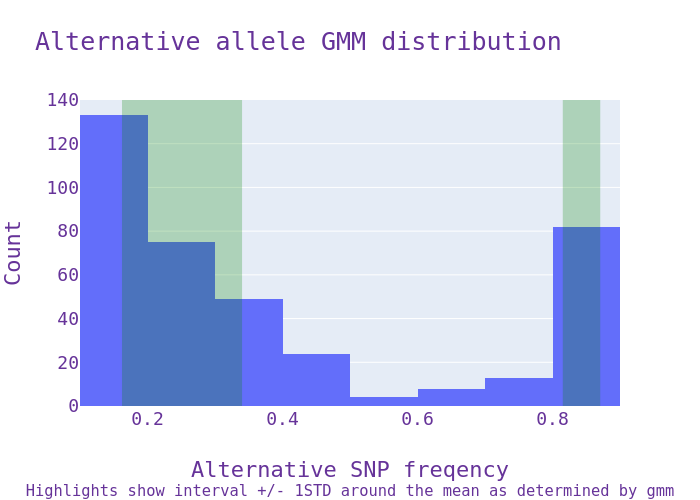 Alternative allele GMM distribution
140
120
100
80
60
40
20
0
Count
0.2 0.4 0.6 0.8
Alternative SNP freqency
Highlights show interval +/- 1STD around the mean as determined by gmm